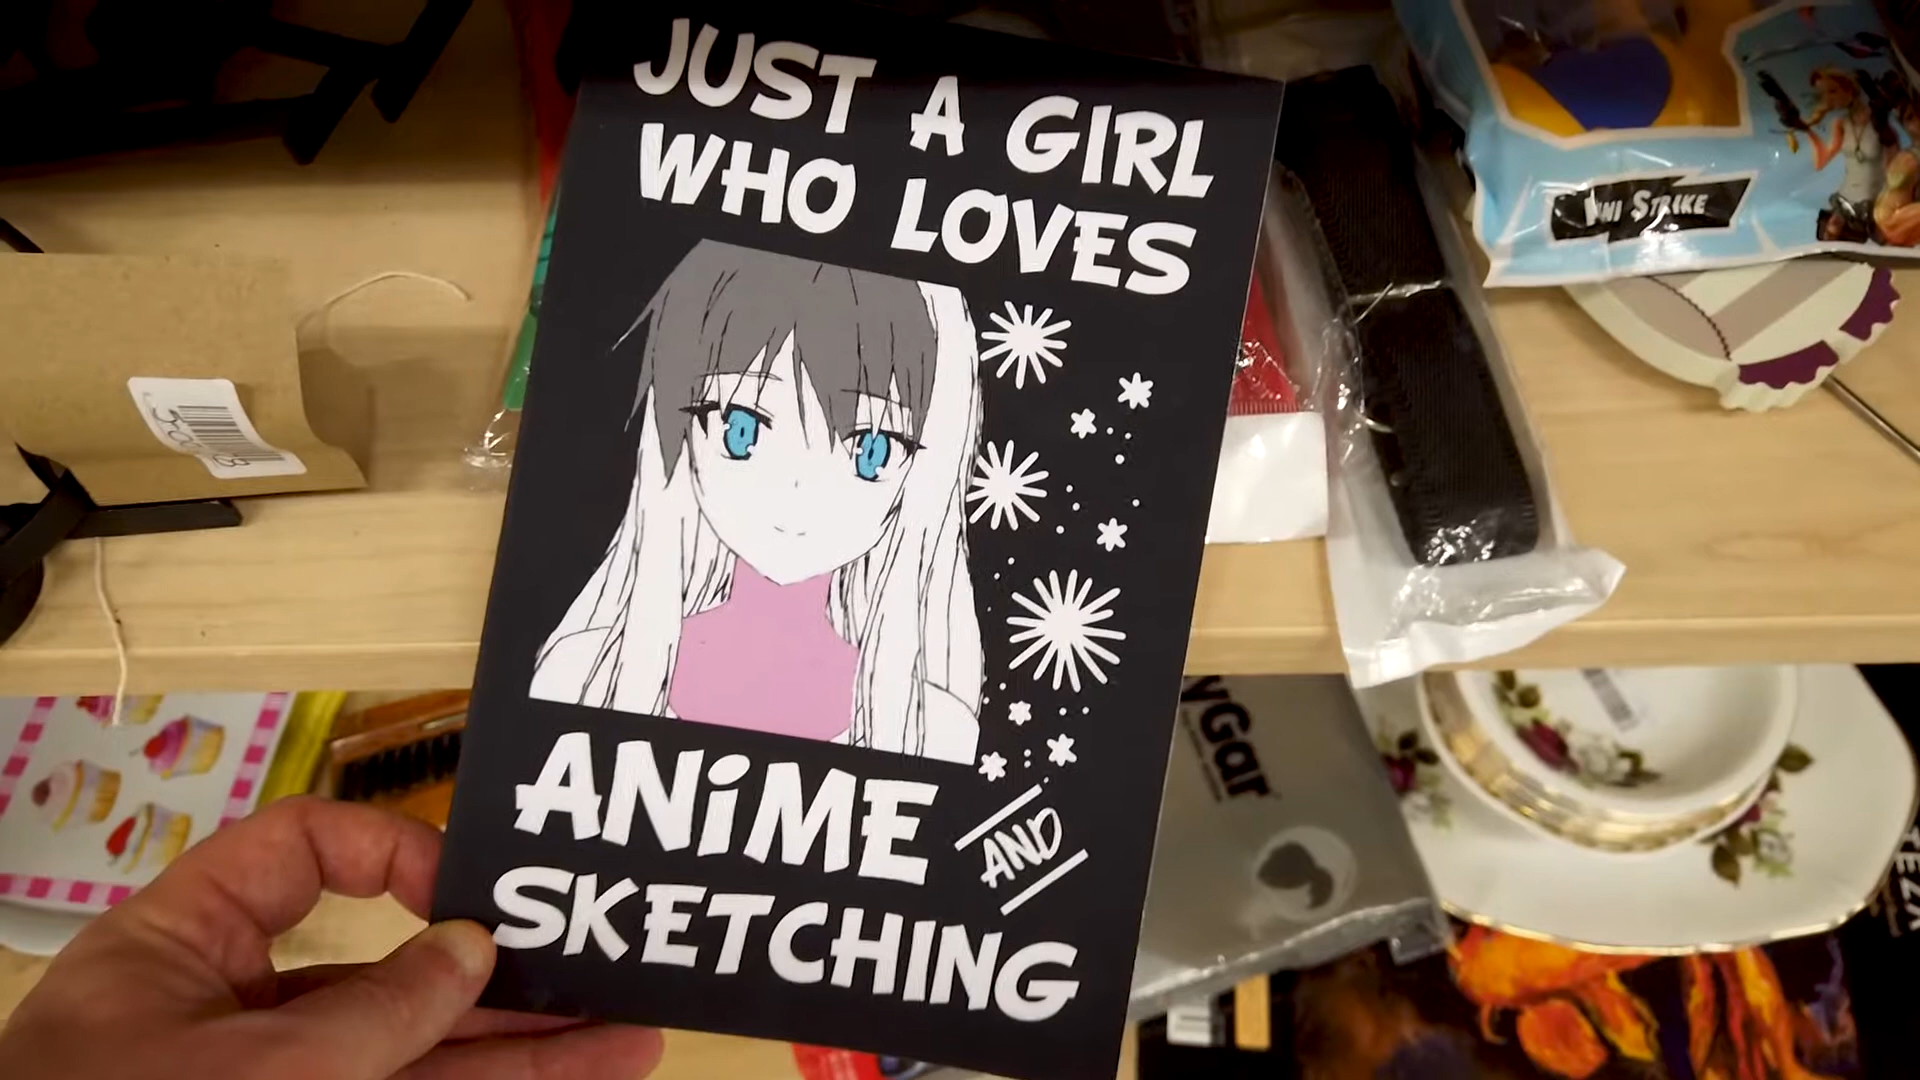 JUST A GIRL
WHO LOVES
ANiME
AND
SKETCHING
STRIKE